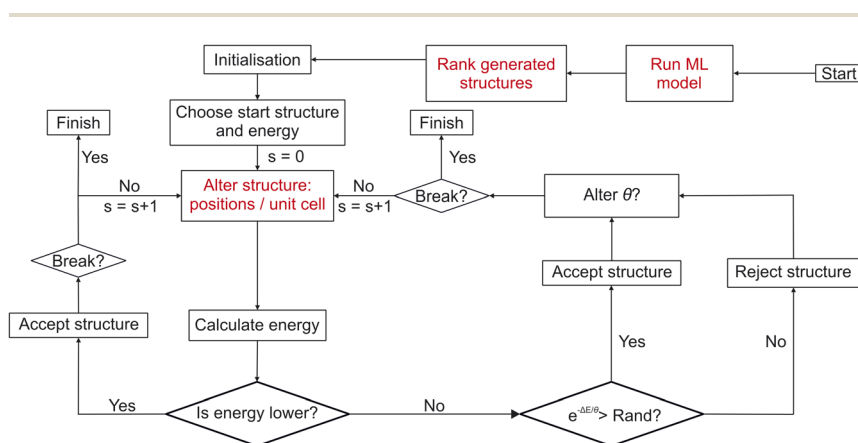 Start
Run ML
model
Rank generated
structures
Initialisation
Choose start structure
and energy
s = 0
Alter structure:
positions / unit cell
Calculate energy
Is energy lower?
Yes
Accept structure
Break?
Yes
Finish
No
s = s+1
No
e^-ΔE/θ > Rand?
Yes
Accept structure
No
Reject structure
Alter θ?
Break?
Yes
Finish
No
s = s+1